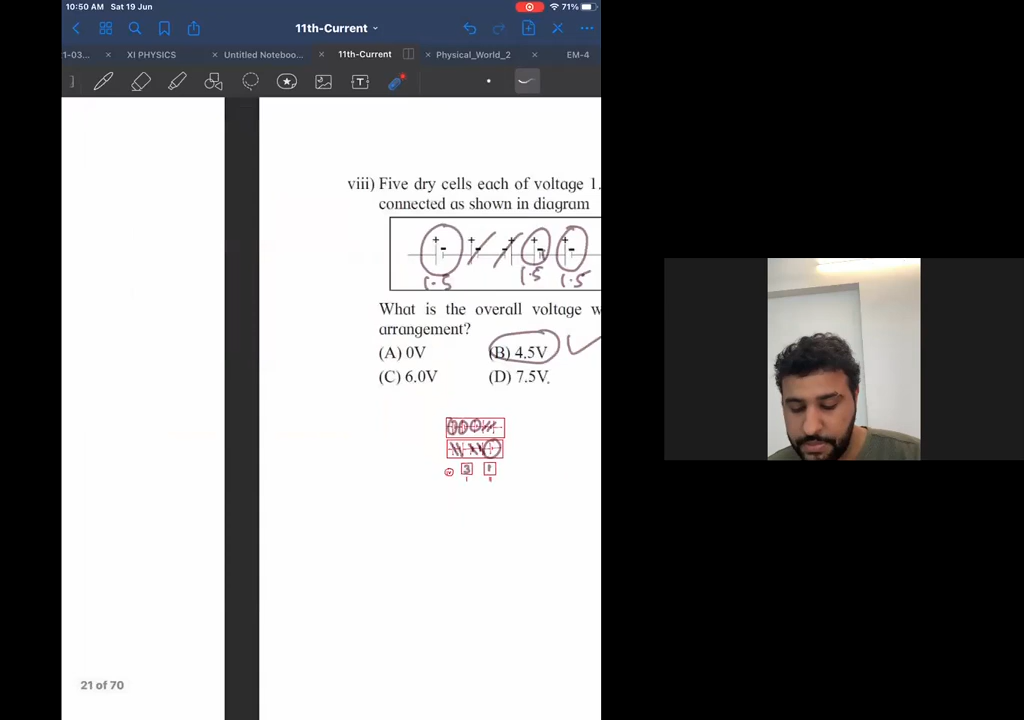 10:50 AM Sat 19 Jun
71%
11th-Current
1-03...
XI PHYSICS
Untitled Noteboo...
11th-Current
Physical_World_2
EM-4
viii) Five dry cells each of voltage 1.
connected as shown in diagram
+ - + - - + + - + -
1.5 1.5 1.5
What is the overall voltage w
arrangement?
(A) 0V (B) 4.5V
(C) 6.0V (D) 7.5V
3 1
21 of 70